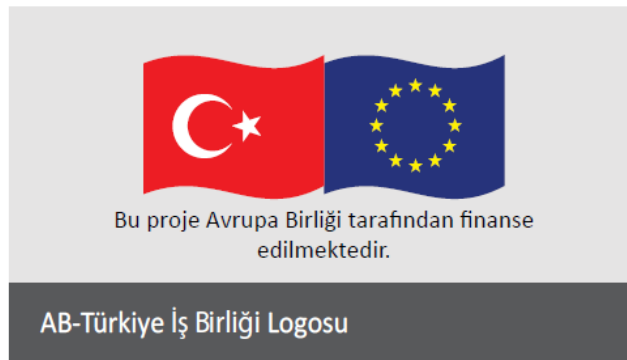 Bu proje Avrupa Birliği tarafından finanse
edilmektedir.
AB-Türkiye İş Birliği Logosu